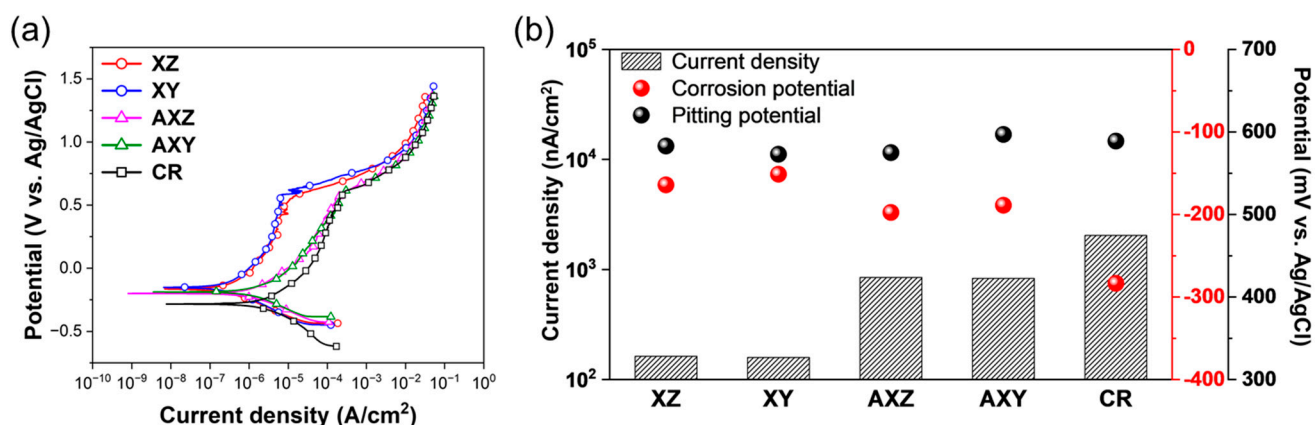 (a)
XZ
XY
AXZ
AXY
CR
Potential (V vs. Ag/AgCl)
1.5
1.0
0.5
0.0
−0.5
10⁻¹⁰ 10⁻⁹ 10⁻⁸ 10⁻⁷ 10⁻⁶ 10⁻⁵ 10⁻⁴ 10⁻³ 10⁻² 10⁻¹ 10⁰
Current density (A/cm²)
(b)
Current density
Corrosion potential
Pitting potential
Current density (nA/cm²)
10⁵
10⁴
10³
10²
XZ XY AXZ AXY CR
0
-100
-200
-300
-400
700
600
500
400
300
Potential (mV vs. Ag/AgCl)